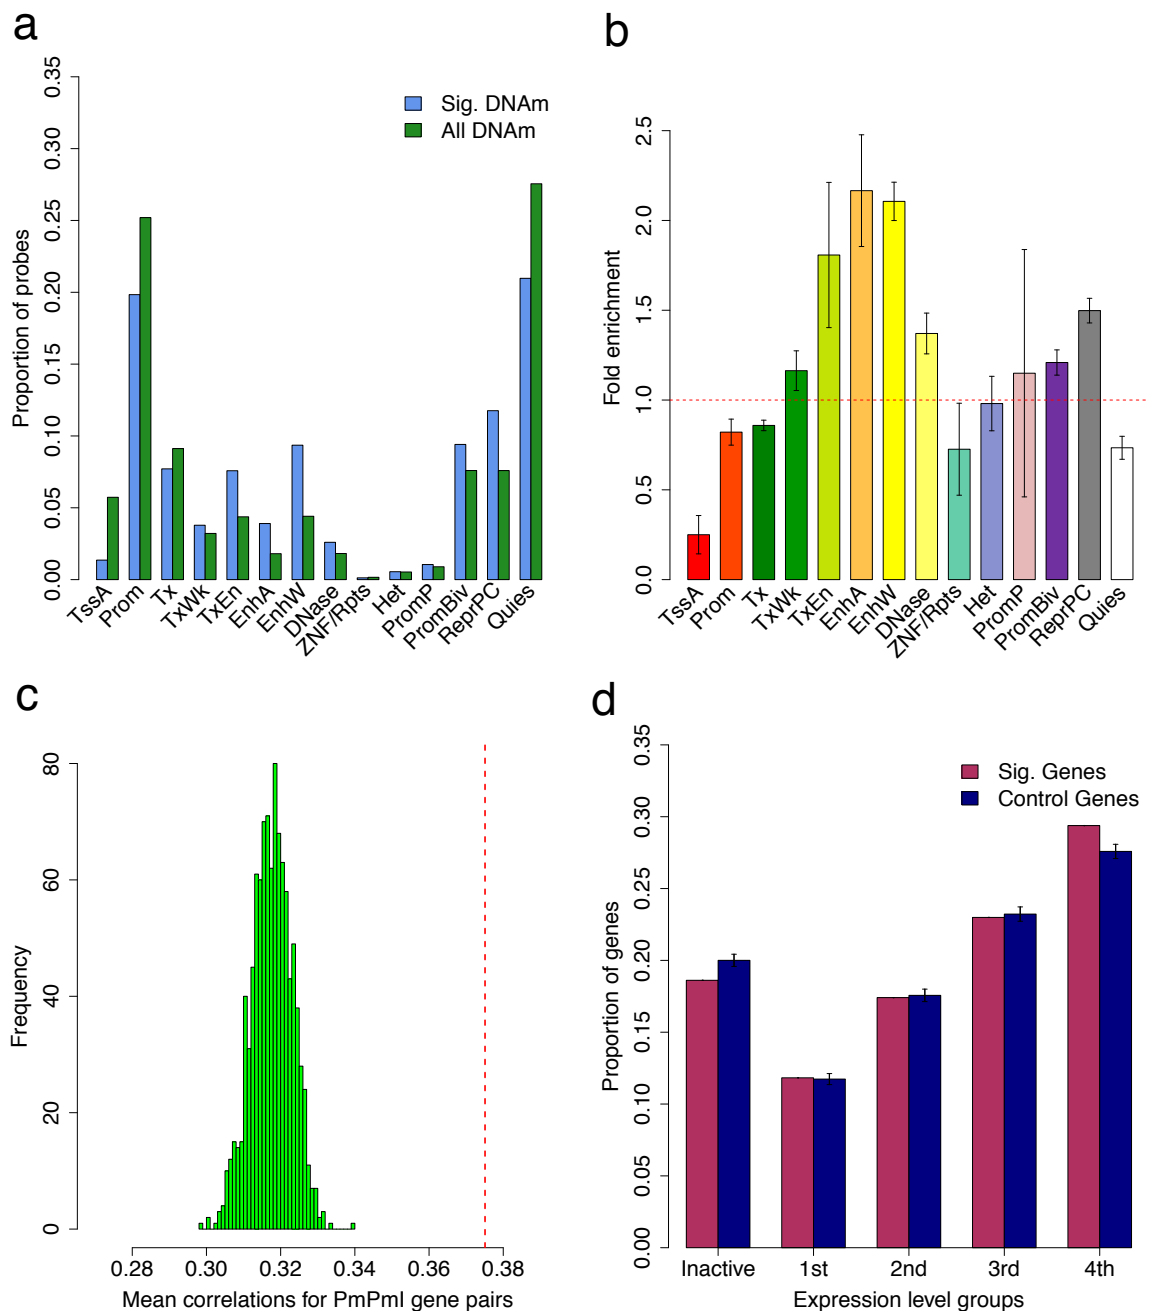 a
Proportion of probes
0.00 0.05 0.10 0.15 0.20 0.25 0.30 0.35
Sig. DNAm
All DNAm
TssA Prom Tx TxWk TxEn EnhA EnhW DNase ZNF/Rpts Het PromP PromBiv ReprPC Quies
b
Fold enrichment
0.0 0.5 1.0 1.5 2.0 2.5
TssA Prom Tx TxWk TxEn EnhA EnhW DNase ZNF/Rpts Het PromP PromBiv ReprPC Quies
c
Frequency
0 20 40 60 80
0.28 0.30 0.32 0.34 0.36 0.38
Mean correlations for PmPmI gene pairs
d
Proportion of genes
0.00 0.05 0.10 0.15 0.20 0.25 0.30 0.35
Sig. Genes
Control Genes
Inactive 1st 2nd 3rd 4th
Expression level groups